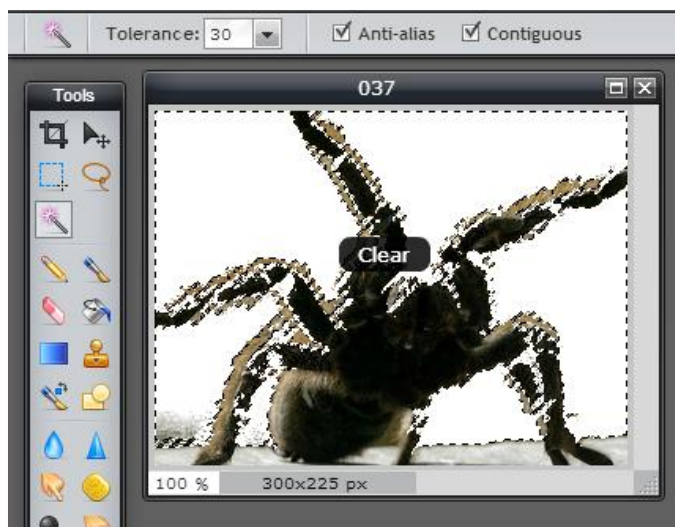 Tolerance: 30 Anti-alias Contiguous
Tools
037
Clear
100 % 300x225 px